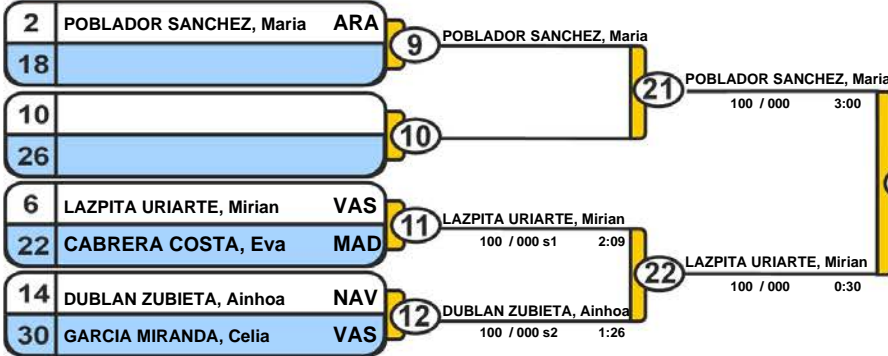 2 POBLADOR SANCHEZ, Maria ARA
18
9 POBLADOR SANCHEZ, Maria
10
26
10
21 POBLADOR SANCHEZ, Maria
100 / 000 3:00
6 LAZPITA URIARTE, Mirian VAS
22 CABRERA COSTA, Eva MAD
11 LAZPITA URIARTE, Mirian
100 / 000 s1 2:09
14 DUBLAN ZUBIETA, Ainhoa NAV
30 GARCIA MIRANDA, Celia VAS
12 DUBLAN ZUBIETA, Ainhoa
100 / 000 s2 1:26
22 LAZPITA URIARTE, Mirian
100 / 000 0:30